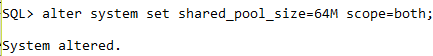 SQL> alter system set shared_pool_size=64M scope=both;
System altered.